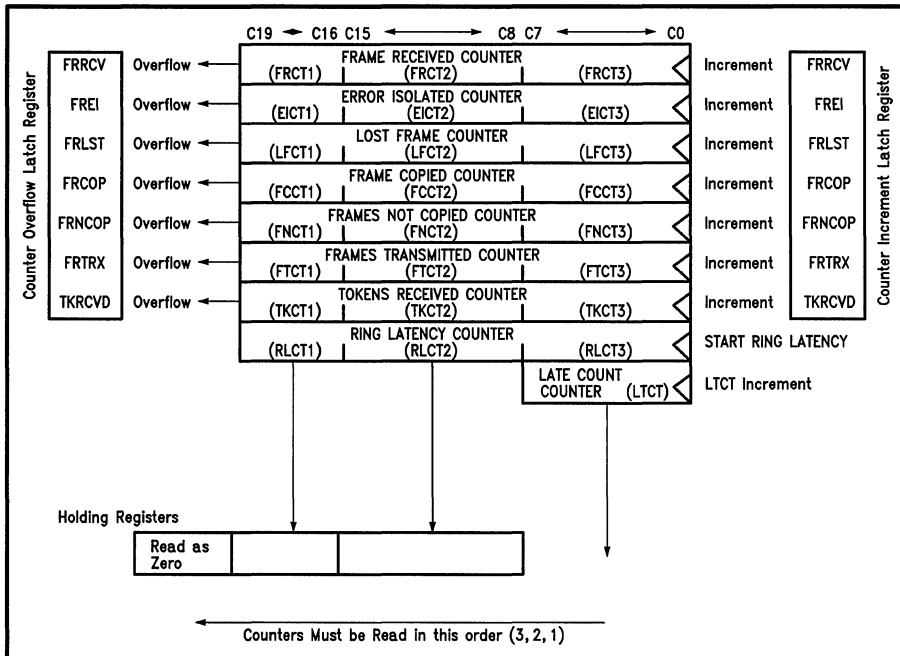 C19 C16 C15 C8 C7 C0
Counter Overflow Latch Register
Counter Increment Latch Register
FRAME RECEIVED COUNTER
FRRCV Overflow (FRCT1) (FRCT2) (FRCT3) Increment FRRCV
ERROR ISOLATED COUNTER
FREI Overflow (EICT1) (EICT2) (EICT3) Increment FREI
LOST FRAME COUNTER
FRLST Overflow (LFCT1) (LFCT2) (LFCT3) Increment FRLST
FRAME COPIED COUNTER
FRCOP Overflow (FCCT1) (FCCT2) (FCCT3) Increment FRCOP
FRAMES NOT COPIED COUNTER
FRNCOP Overflow (FNCT1) (FNCT2) (FNCT3) Increment FRNCOP
FRAMES TRANSMITTED COUNTER
FRTRX Overflow (FTCT1) (FTCT2) (FTCT3) Increment FRTRX
TOKENS RECEIVED COUNTER
TKRCVD Overflow (TKCT1) (TKCT2) (TKCT3) Increment TKRCVD
RING LATENCY COUNTER
(RLCT1) (RLCT2) (RLCT3) START RING LATENCY
LATE COUNT
COUNTER (LTCT) LTCT Increment
Holding Registers
Read as
Zero
Counters Must be Read in this order (3,2,1)